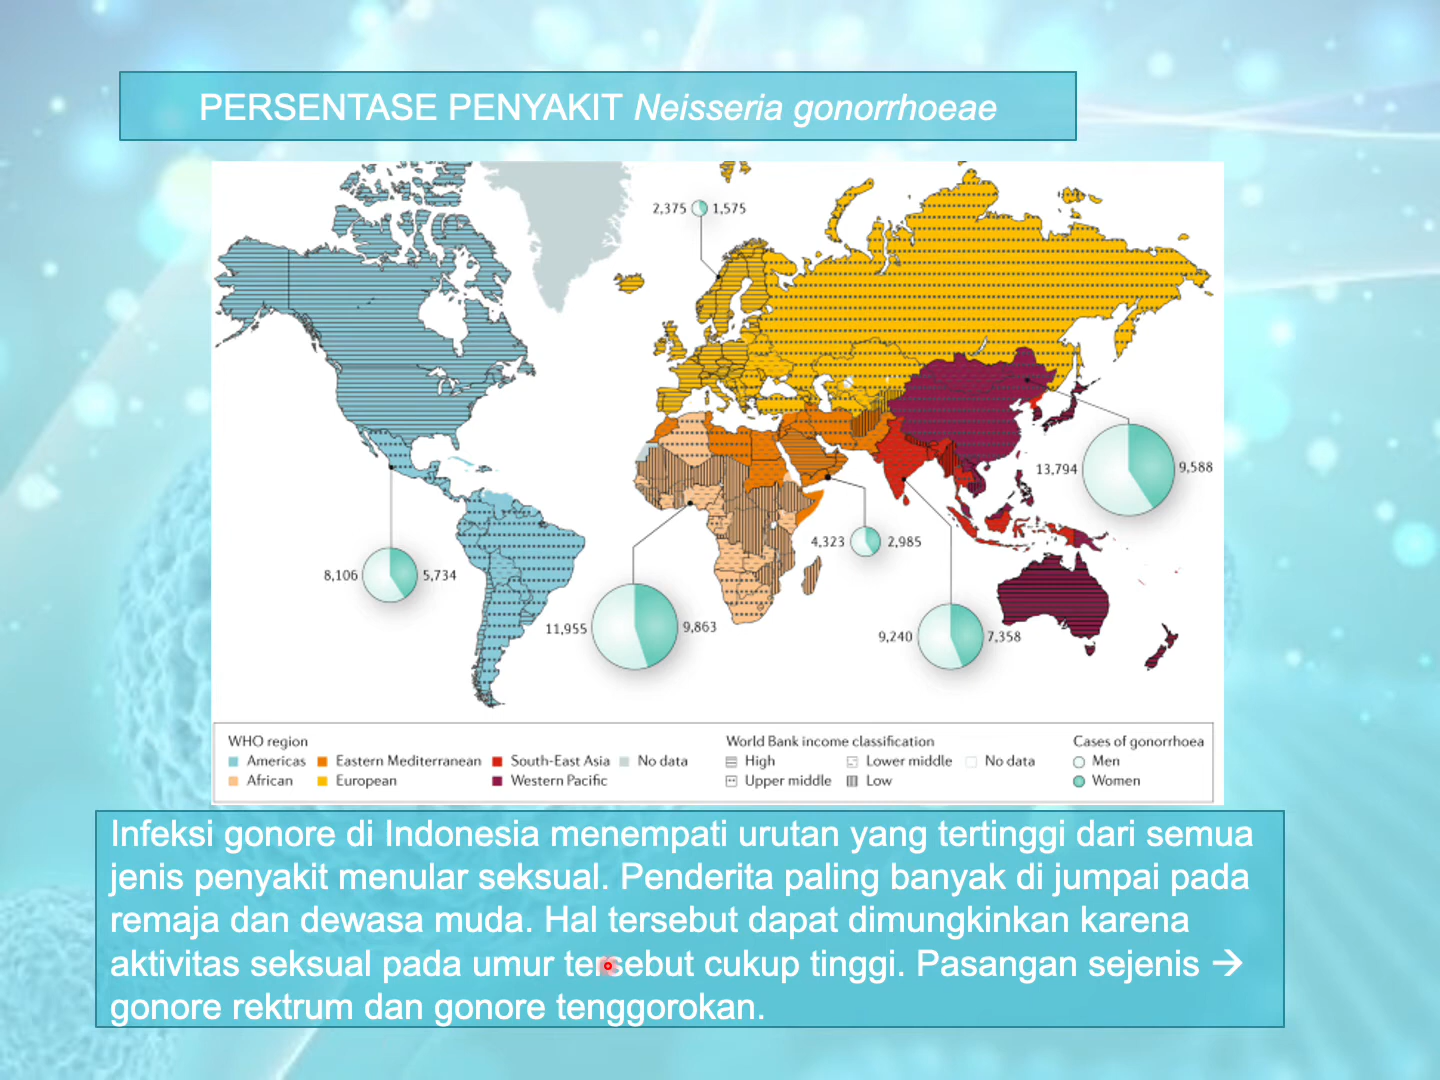 PERSENTASE PENYAKIT Neisseria gonorrhoeae
2,375 1,575
13,794 9,588
4,323 2,985
8,106 5,734
11,955 9,863
9,240 7,358
WHO region
Americas Eastern Mediterranean South-East Asia No data
African European Western Pacific
World Bank income classification
High Lower middle No data
Upper middle Low
Cases of gonorrhoea
Men
Women
Infeksi gonore di Indonesia menempati urutan yang tertinggi dari semua
jenis penyakit menular seksual. Penderita paling banyak di jumpai pada
remaja dan dewasa muda. Hal tersebut dapat dimungkinkan karena
aktivitas seksual pada umur tersebut cukup tinggi. Pasangan sejenis →
gonore rektrum dan gonore tenggorokan.